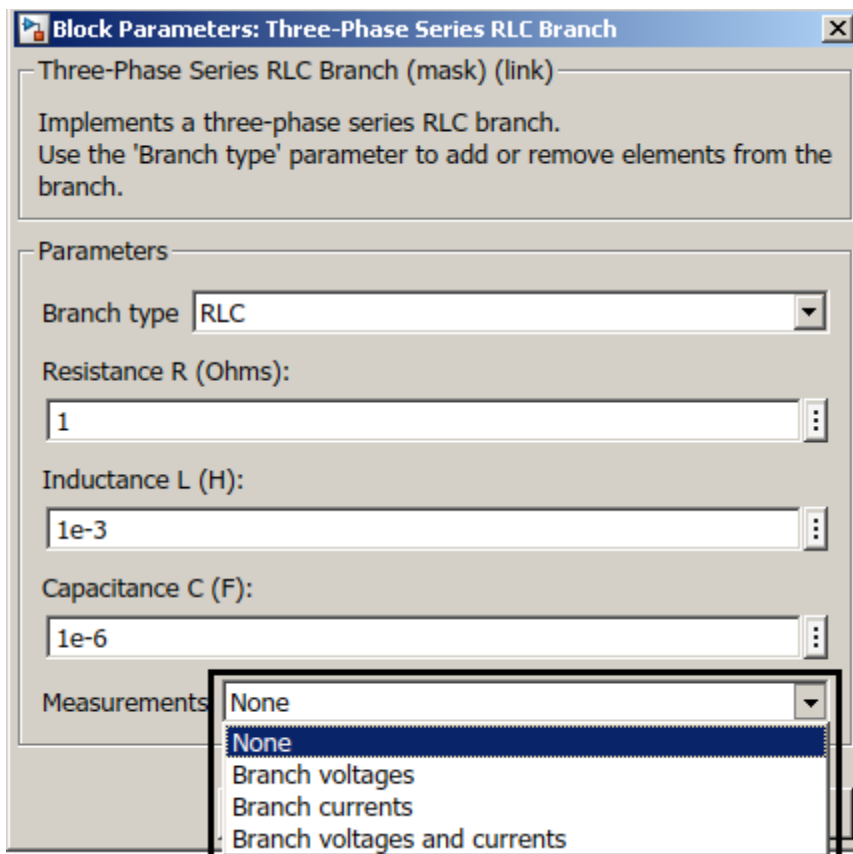 Block Parameters: Three-Phase Series RLC Branch
Three-Phase Series RLC Branch (mask) (link)
Implements a three-phase series RLC branch.
Use the 'Branch type' parameter to add or remove elements from the
branch.
Parameters
Branch type RLC
Resistance R (Ohms):
1
Inductance L (H):
1e-3
Capacitance C (F):
1e-6
Measurements None
None
Branch voltages
Branch currents
Branch voltages and currents